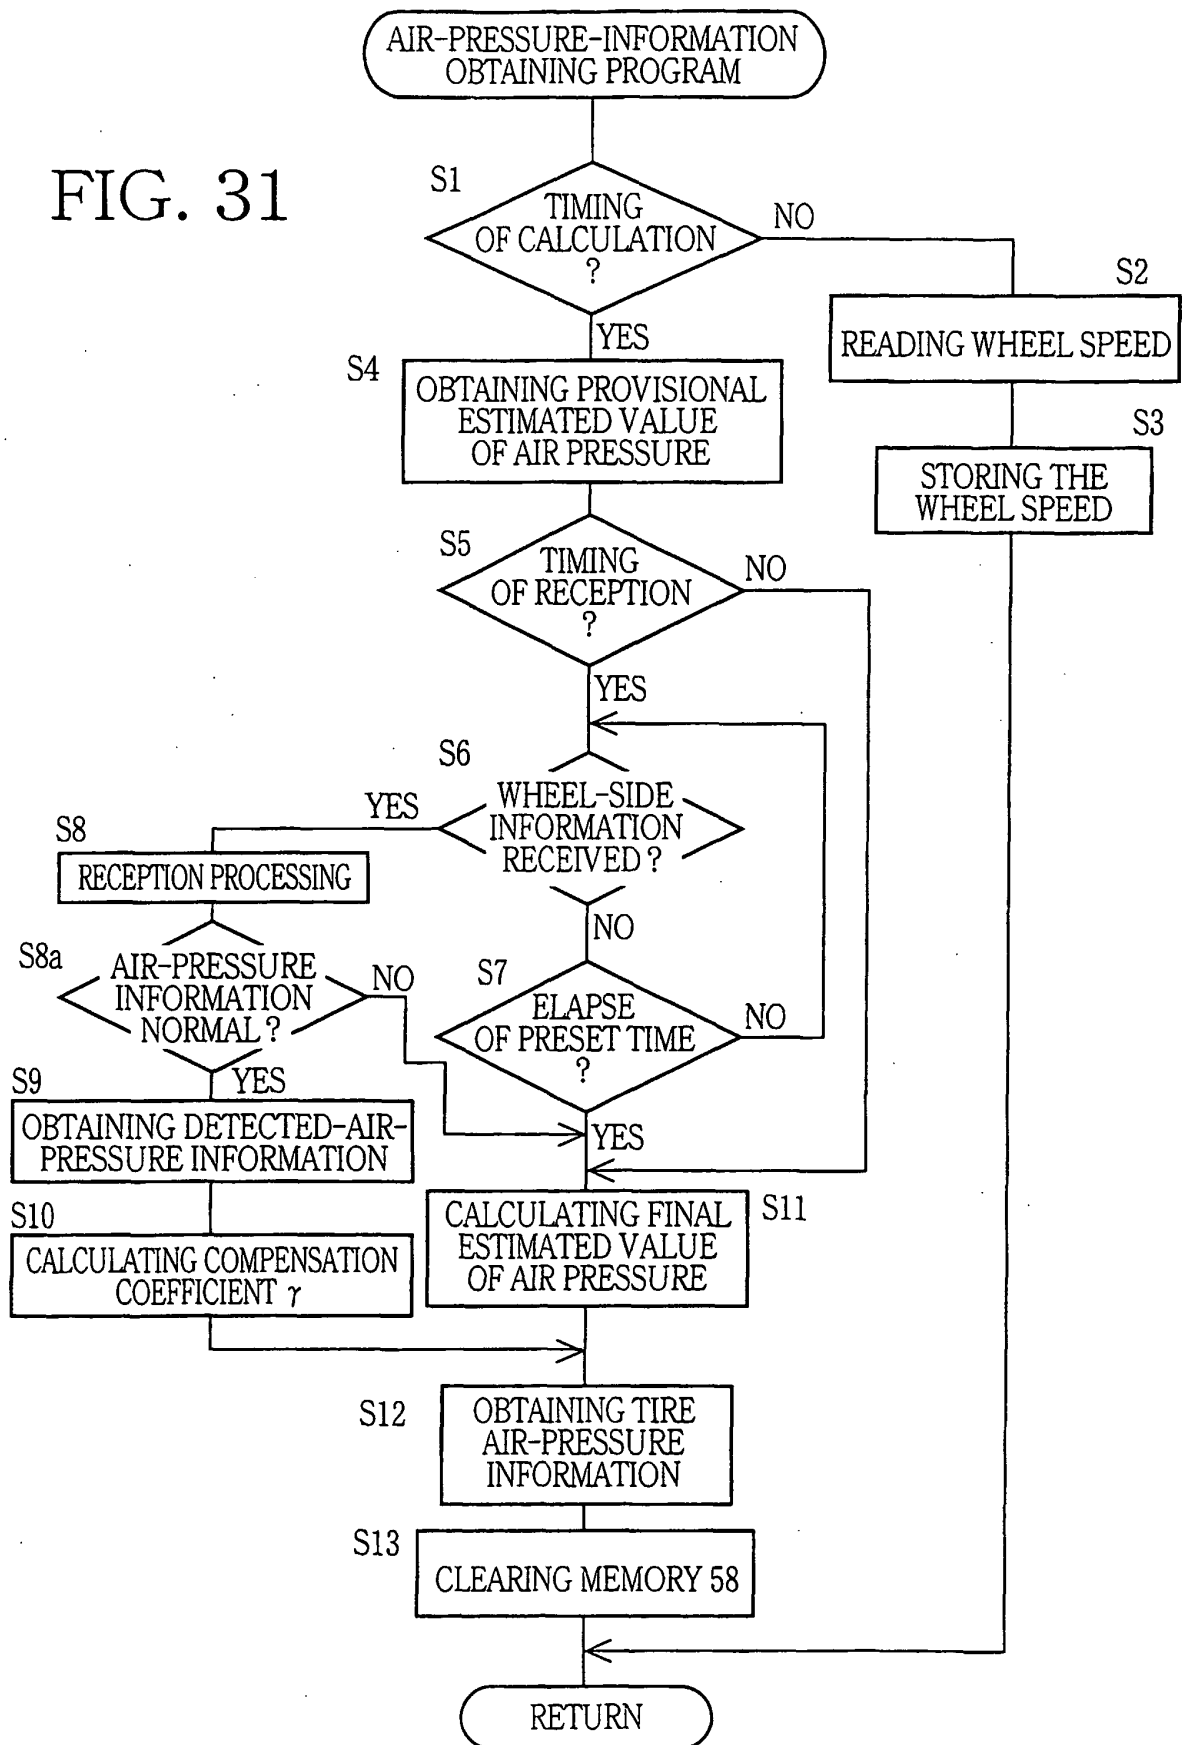 AIR-PRESSURE-INFORMATION
OBTAINING PROGRAM
FIG. 31
S1
TIMING
OF CALCULATION
?
NO
YES
S2
READING WHEEL SPEED
S3
STORING THE
WHEEL SPEED
S4
OBTAINING PROVISIONAL
ESTIMATED VALUE
OF AIR PRESSURE
S5
TIMING
OF RECEPTION
?
NO
YES
S6
WHEEL-SIDE
INFORMATION
RECEIVED ?
YES
NO
S8
RECEPTION PROCESSING
S8a
AIR-PRESSURE
INFORMATION
NORMAL ?
NO
YES
S7
ELAPSE
OF PRESET TIME
?
NO
YES
S9
OBTAINING DETECTED-AIR-
PRESSURE INFORMATION
S10
CALCULATING COMPENSATION
COEFFICIENT γ
S11
CALCULATING FINAL
ESTIMATED VALUE
OF AIR PRESSURE
S12
OBTAINING TIRE
AIR-PRESSURE
INFORMATION
S13
CLEARING MEMORY 58
RETURN